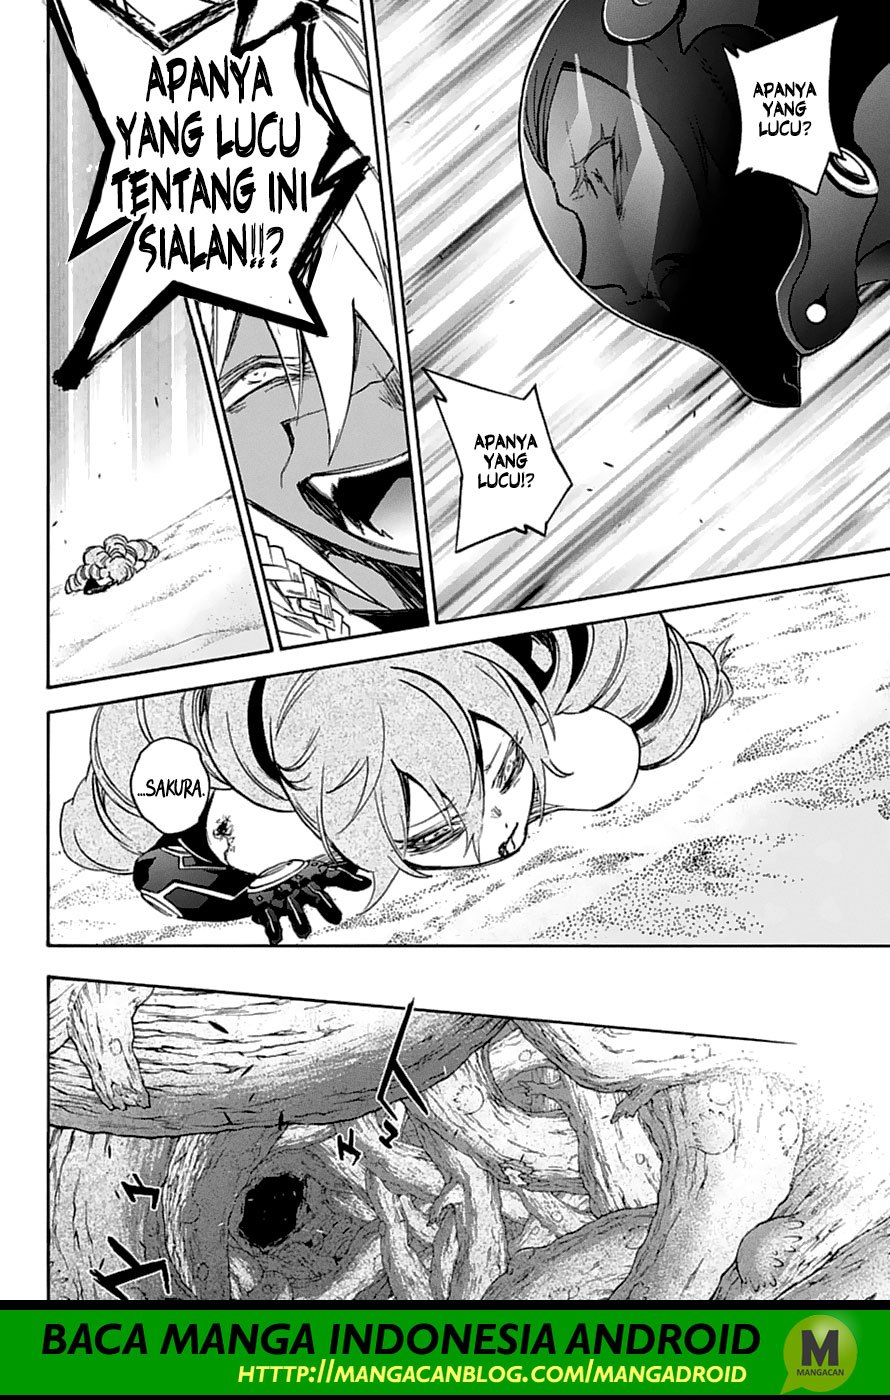 APANYA
YANG
LUCU?
APANYA
YANG
LUCU!?
APANYA
YANG LUCU
TENTANG INI
SIALAN!!?
...SAKURA.
BACA MANGA INDONESIA ANDROID
HTTTP://MANGACANBLOG.COM/MANGADROID
M
MANGACAN